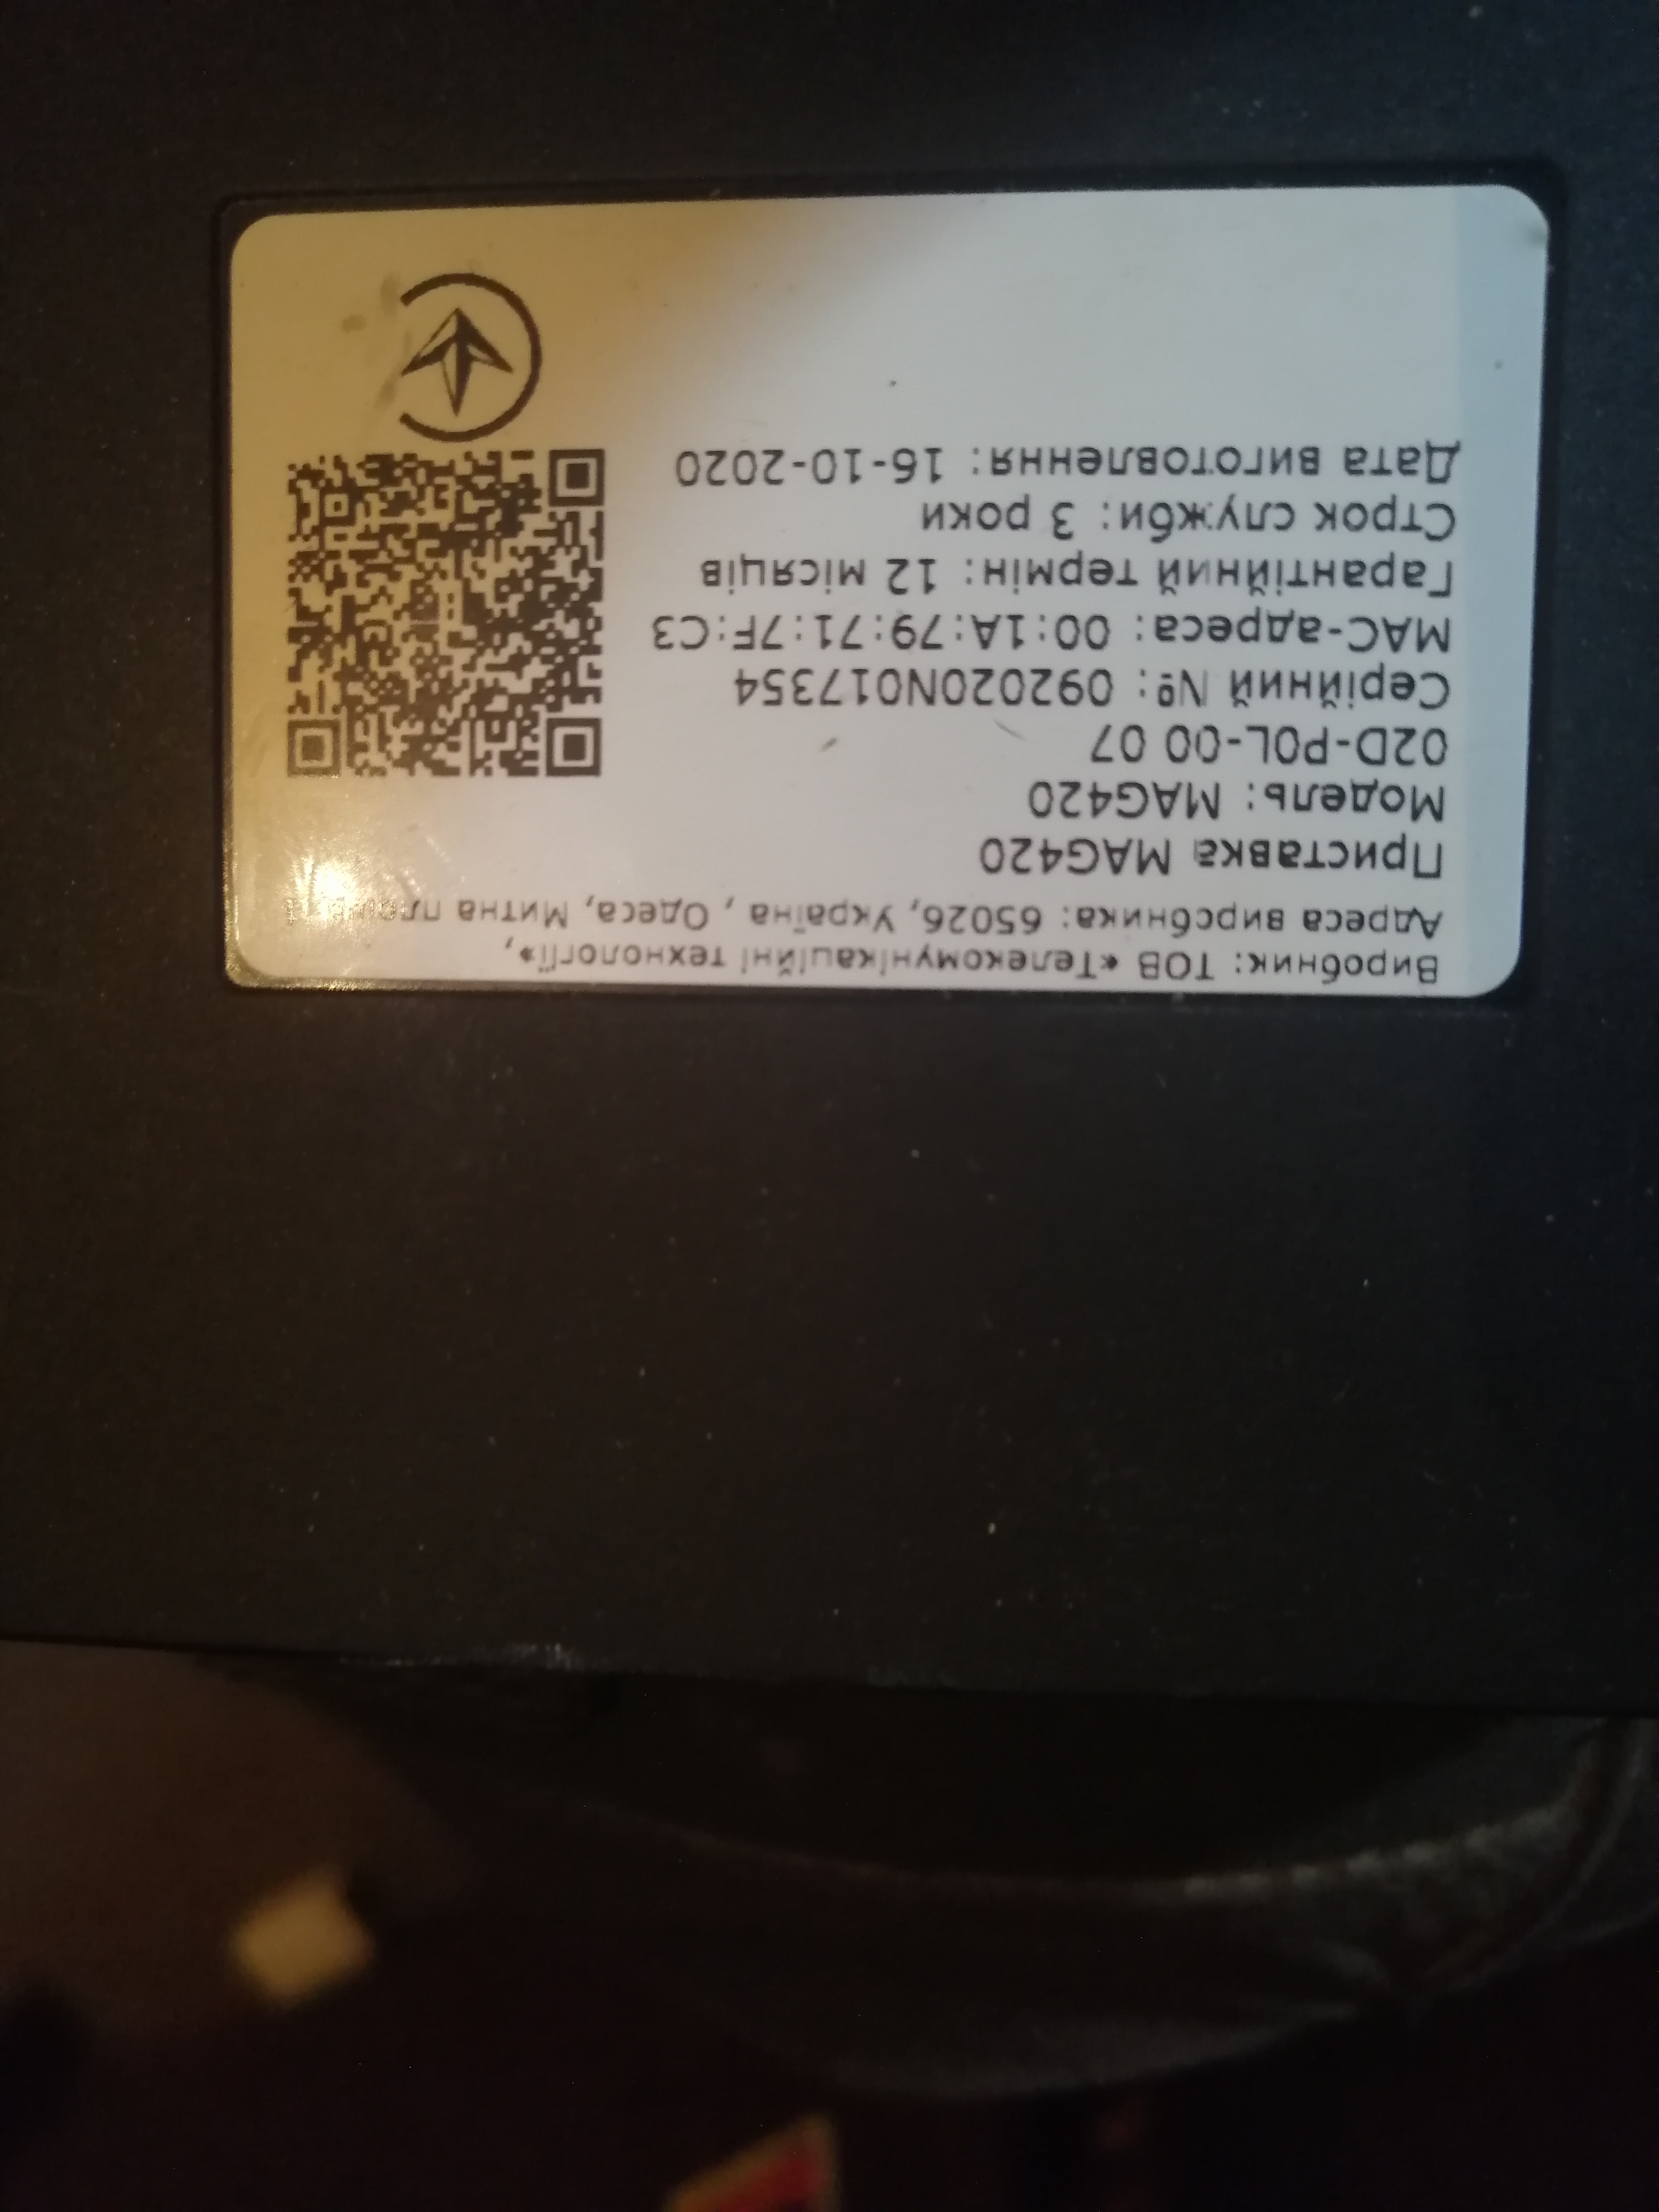 Виробник: ТОВ «Телекомунікаційні технології»,
Адреса виробника: 65026, Україна , Одеса, Митна площа, 1
Приставка MAG420
Модель: MAG420
02D-P0L-00 07
Серійний №: 092020N017354
MAC-адреса: 00:1A:79:71:7F:C3
Гарантійний термін: 12 місяців
Строк служби: 3 роки
Дата виготовлення: 16-10-2020